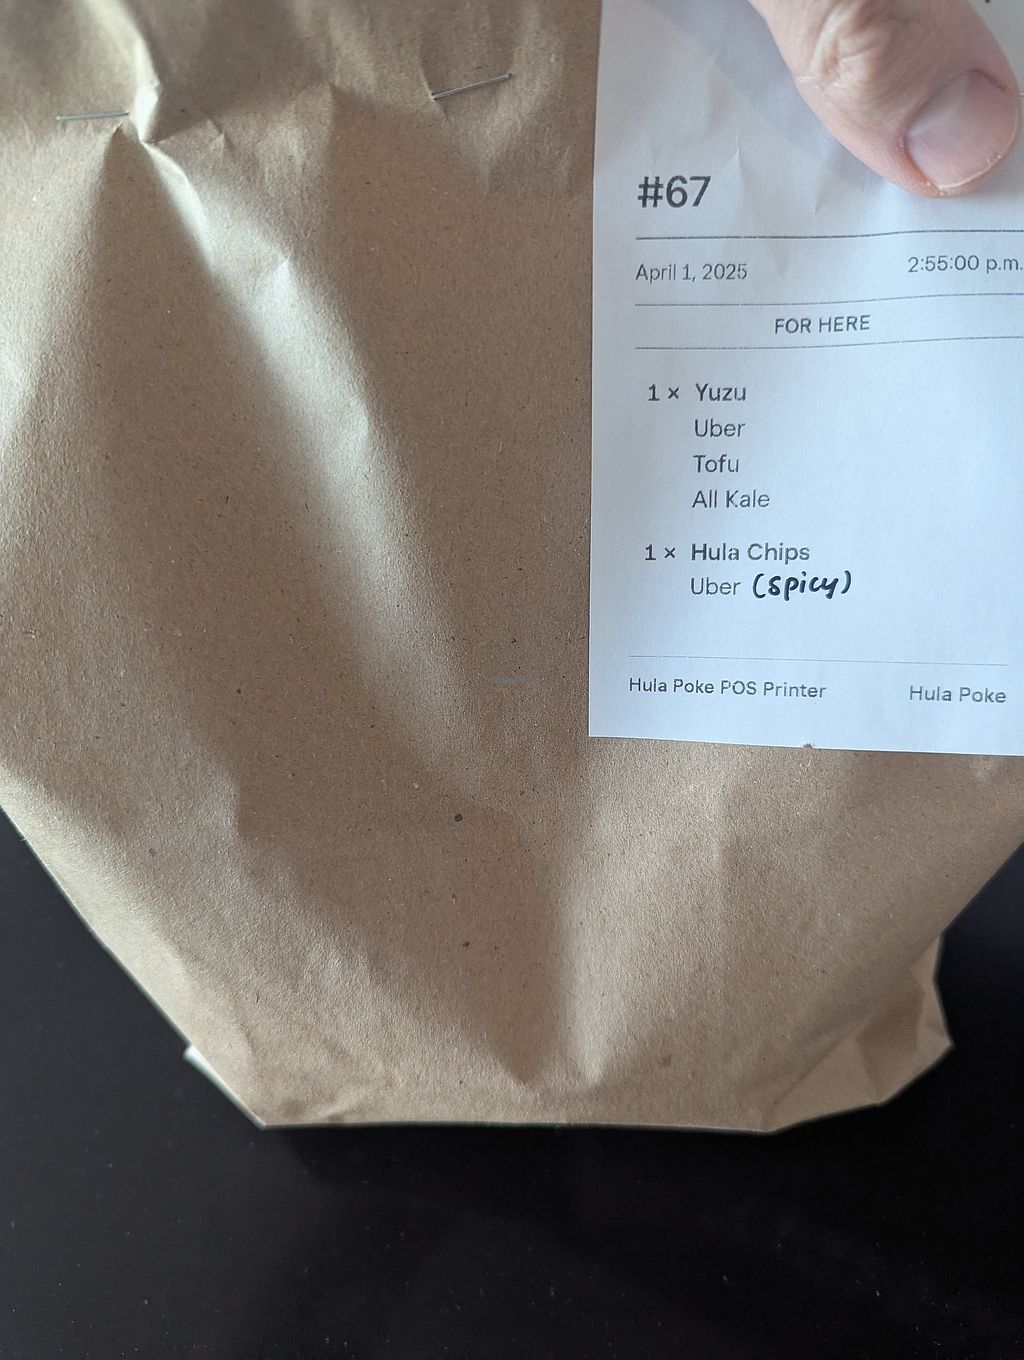 #67
April 1, 2025 2:55:00 p.m.
FOR HERE
1 × Yuzu
Uber
Tofu
All Kale
1 × Hula Chips
Uber (spicy)
Hula Poke POS Printer Hula Poke